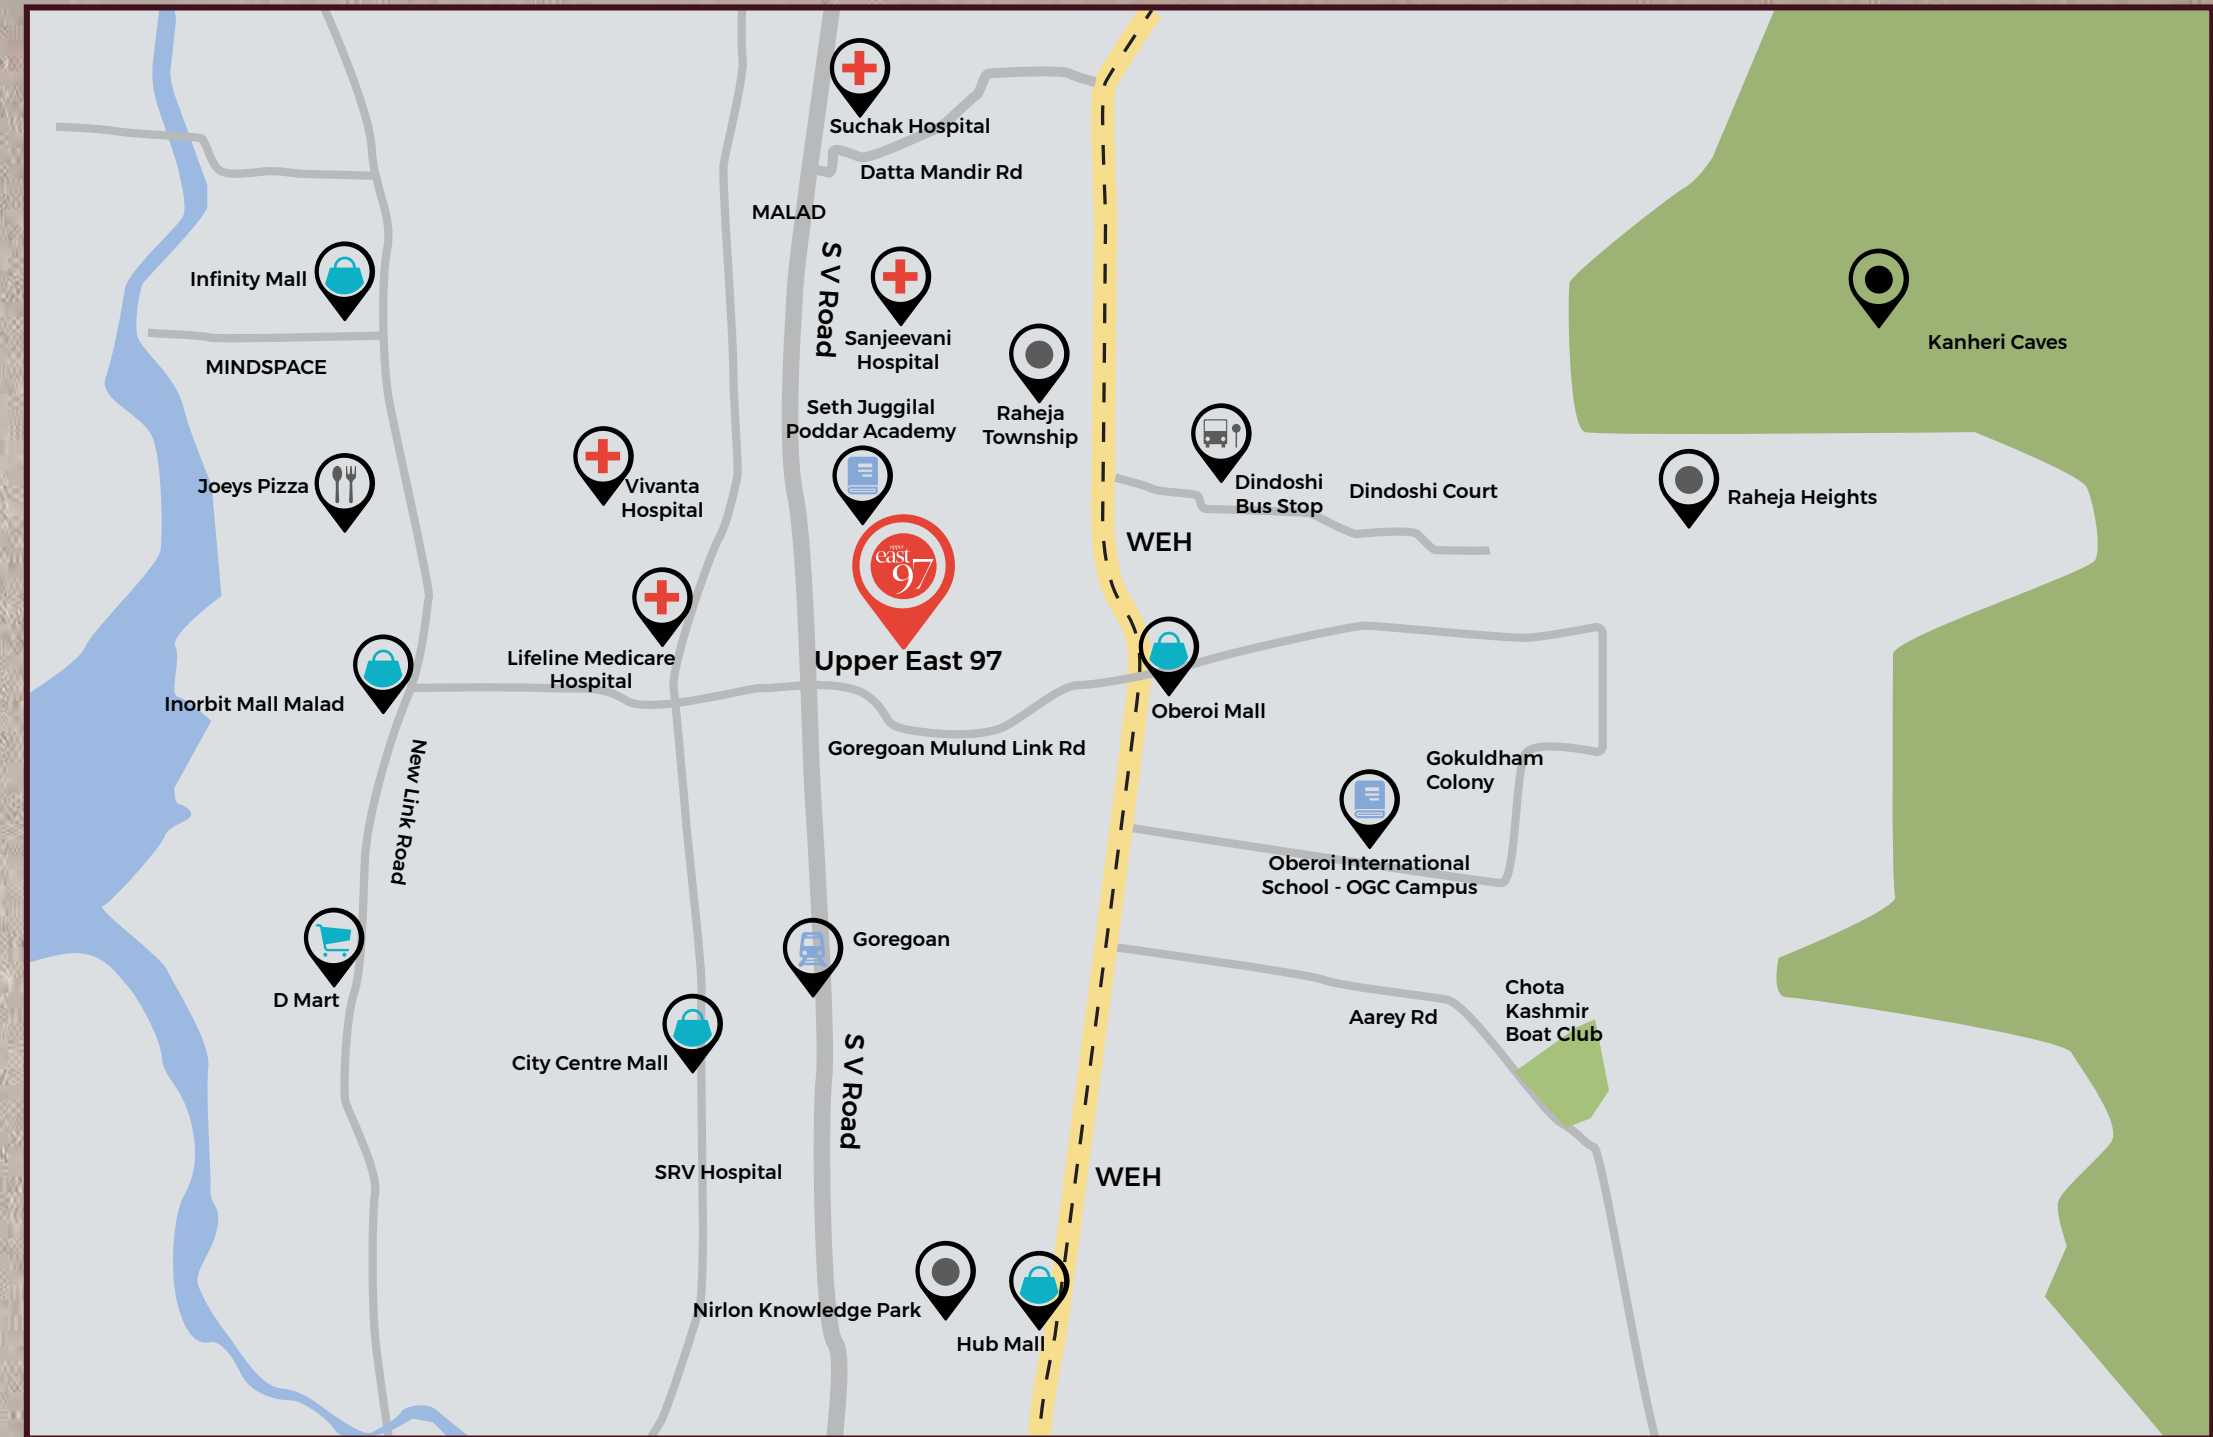 Suchak Hospital
Datta Mandir Rd
MALAD
S V Road
Infinity Mall
Sanjeevani
Hospital
Kanheri Caves
MINDSPACE
Seth Juggilal
Poddar Academy
Raheja
Township
Joeys Pizza
Vivanta
Hospital
Dindoshi
Bus Stop
Dindoshi Court
Raheja Heights
WEH
upper
east
97
Lifeline Medicare
Hospital
Upper East 97
Inorbit Mall Malad
Oberoi Mall
Goregoan Mulund Link Rd
New Link Road
Gokuldham
Colony
Oberoi International
School - OGC Campus
Goregoan
D Mart
Chota
Kashmir
Boat Club
Aarey Rd
City Centre Mall
S V Road
SRV Hospital
WEH
Nirlon Knowledge Park
Hub Mall